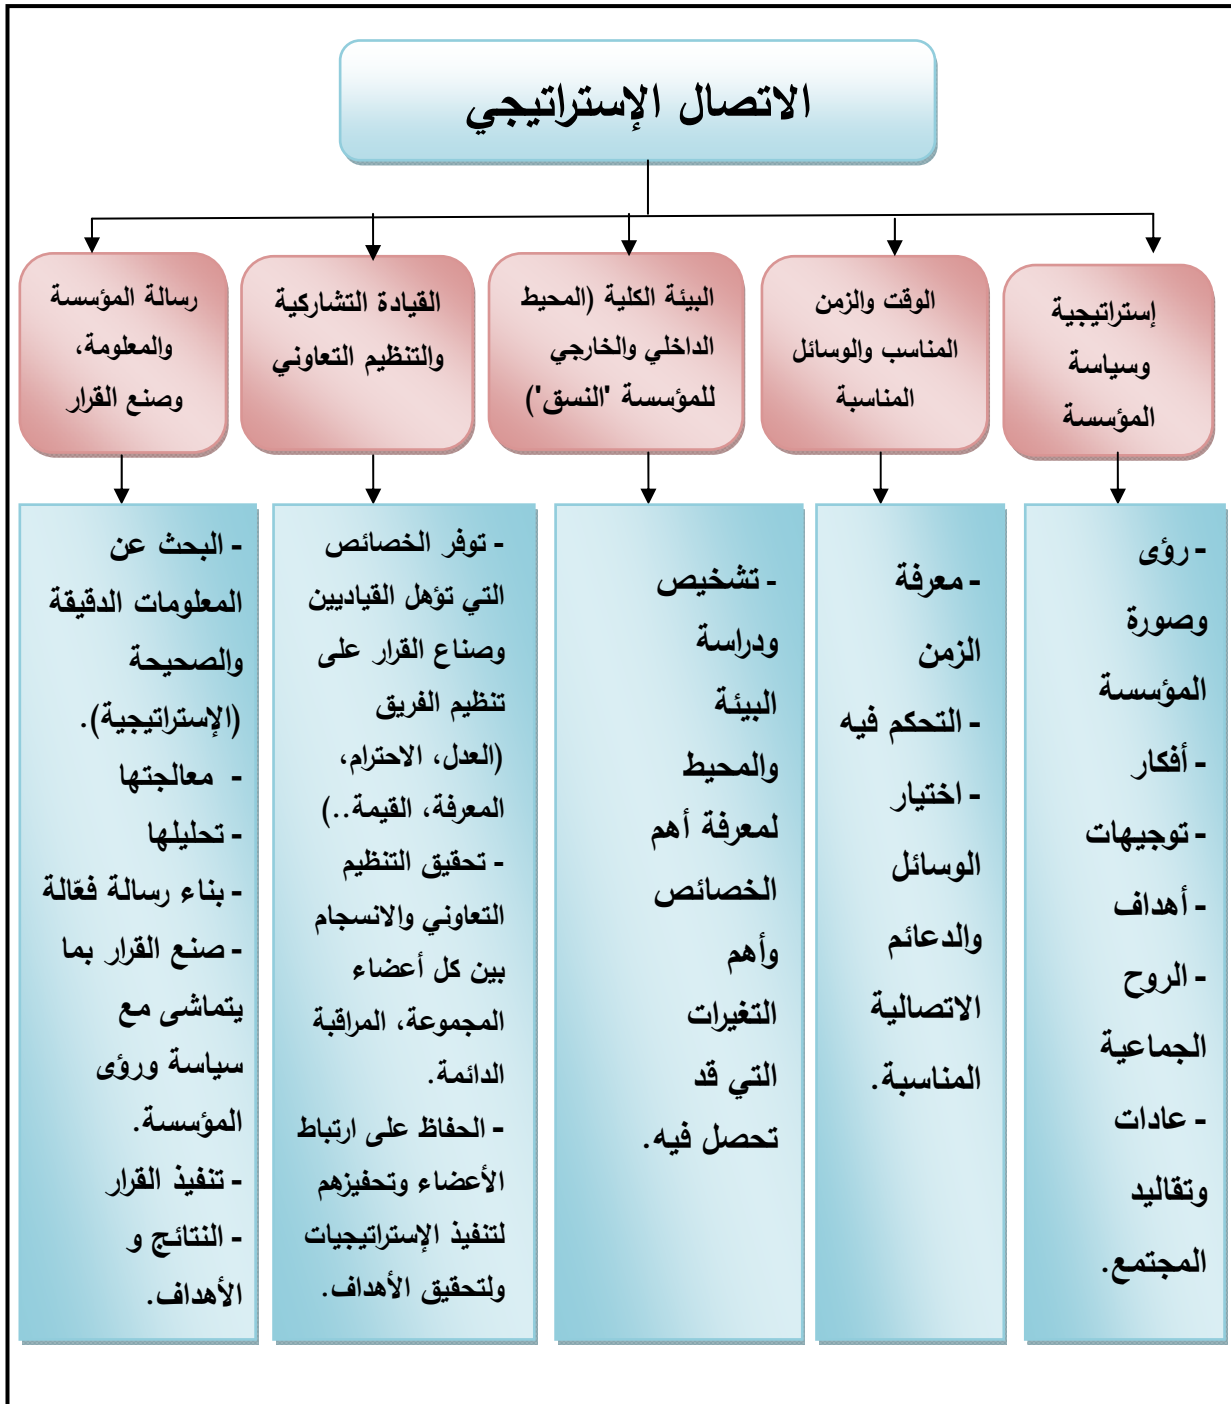 الاتصال الإستراتيجي
إستراتيجية
وسياسة
المؤسسة
الوقت والزمن
المناسب والوسائل
المناسبة
البيئة الكلية (المحيط
الداخلي والخارجي
للمؤسسة 'النسق')
القيادة التشاركية
والتنظيم التعاوني
رسالة المؤسسة
والمعلومة،
وصنع القرار
- رؤى
وصورة
المؤسسة
- أفكار
- توجيهات
- أهداف
- الروح
الجماعية
- عادات
وتقاليد
المجتمع.
- معرفة
الزمن
- التحكم فيه
- اختيار
الوسائل
والدعائم
الاتصالية
المناسبة.
- تشخيص
ودراسة
البيئة
والمحيط
لمعرفة أهم
الخصائص
وأهم
التغيرات
التي قد
تحصل فيه.
- توفر الخصائص
التي تؤهل القياديين
وصناع القرار على
تنظيم الفريق
(العدل، الاحترام،
المعرفة، القيمة..)
- تحقيق التنظيم
التعاوني والانسجام
بين كل أعضاء
المجموعة، المراقبة
الدائمة.
- الحفاظ على ارتباط
الأعضاء وتحفيزهم
لتنفيذ الإستراتيجيات
ولتحقيق الأهداف.
- البحث عن
المعلومات الدقيقة
والصحيحة
(الإستراتيجية).
- معالجتها
- تحليلها
- بناء رسالة فعّالة
- صنع القرار بما
يتماشى مع
سياسة ورؤى
المؤسسة.
- تنفيذ القرار
- النتائج و
الأهداف.